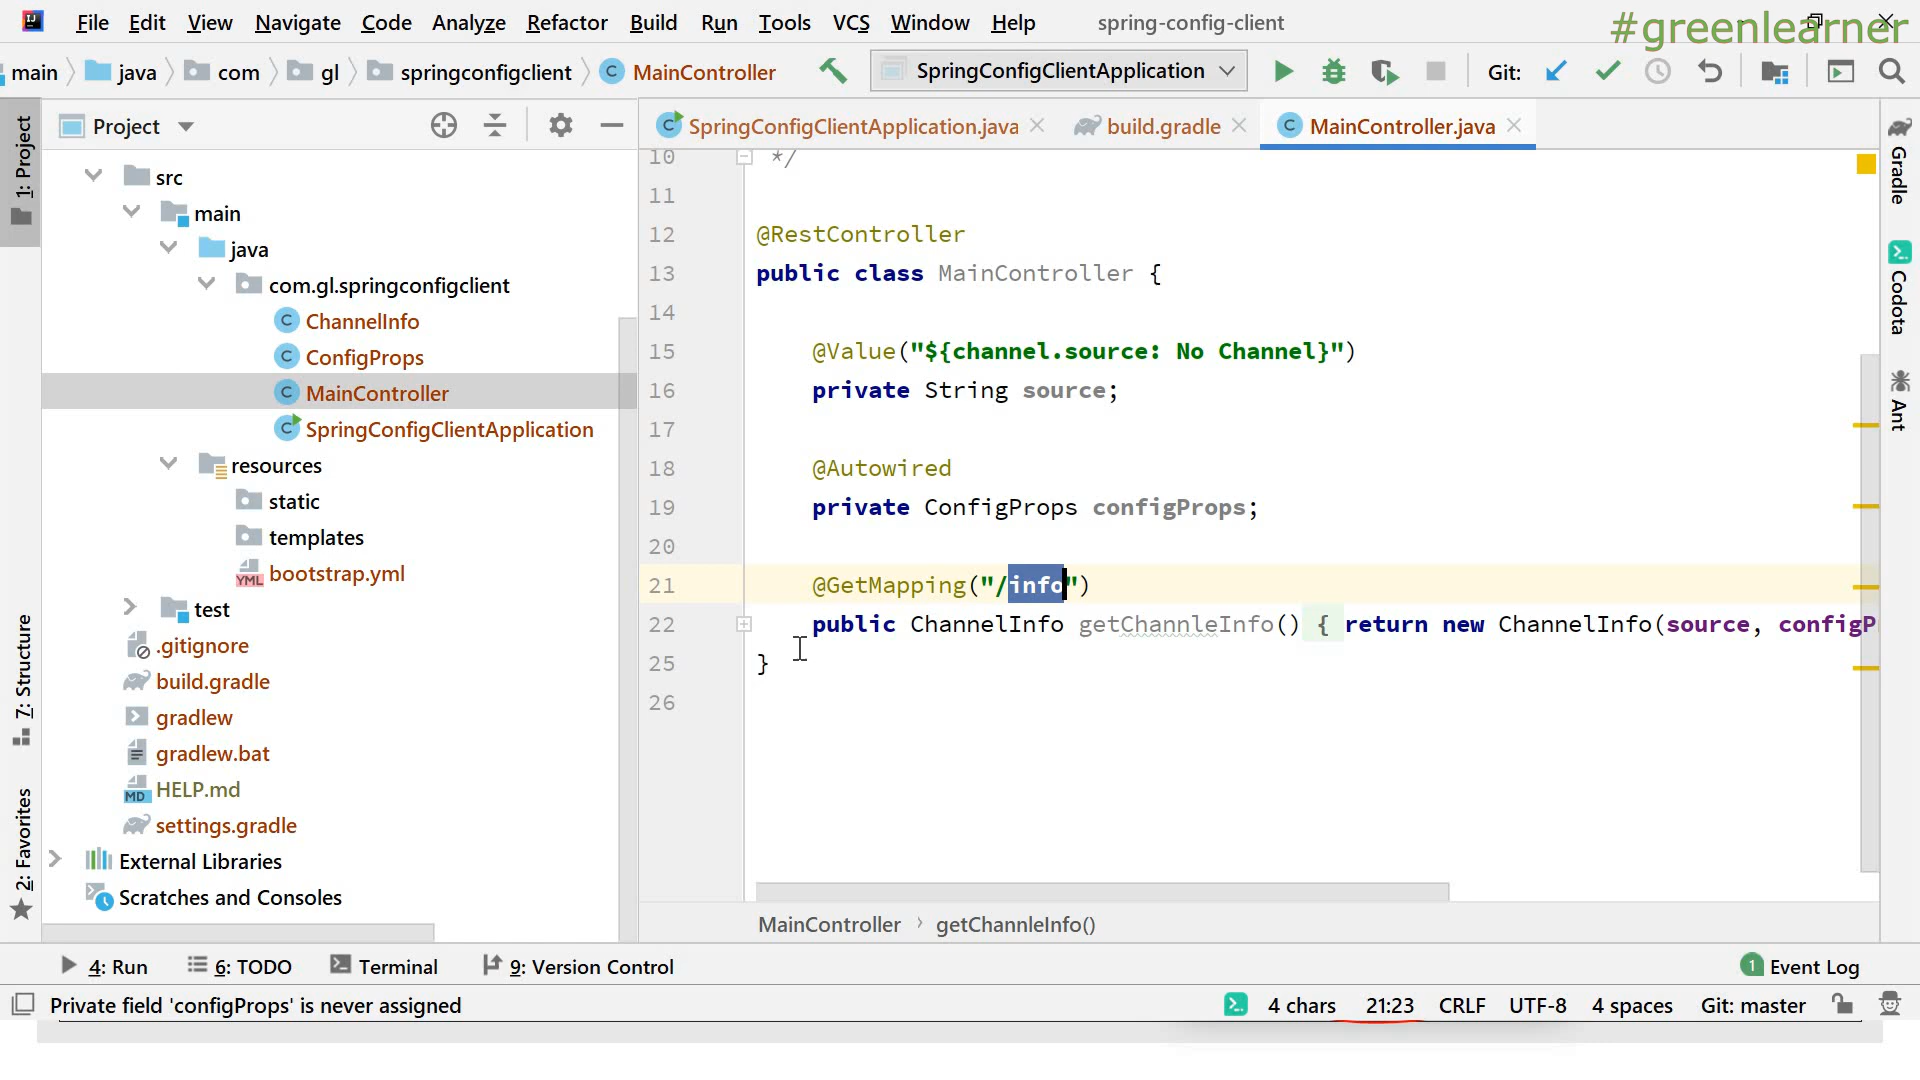 File Edit View Navigate Code Analyze Refactor Build Run Tools VCS Window Help spring-config-client
#greenlearner
main java com gl springconfigclient MainController SpringConfigClientApplication Git:
Project
SpringConfigClientApplication.java build.gradle MainController.java
1: Project
7: Structure
2: Favorites
src
main
java
com.gl.springconfigclient
ChannelInfo
ConfigProps
MainController
SpringConfigClientApplication
resources
static
templates
YML bootstrap.yml
test
.gitignore
build.gradle
gradlew
gradlew.bat
MD HELP.md
settings.gradle
External Libraries
Scratches and Consoles
10 */
11
12 @RestController
13 public class MainController {
14
15 @Value("${channel.source: No Channel}")
16 private String source;
17
18 @Autowired
19 private ConfigProps configProps;
20
21 @GetMapping("/info")
22 public ChannelInfo getChannleInfo() { return new ChannelInfo(source, configP
25 }
26
MainController › getChannleInfo()
Gradle
Codota
Ant
4: Run 6: TODO Terminal 9: Version Control 1 Event Log
Private field 'configProps' is never assigned 4 chars 21:23 CRLF UTF-8 4 spaces Git: master